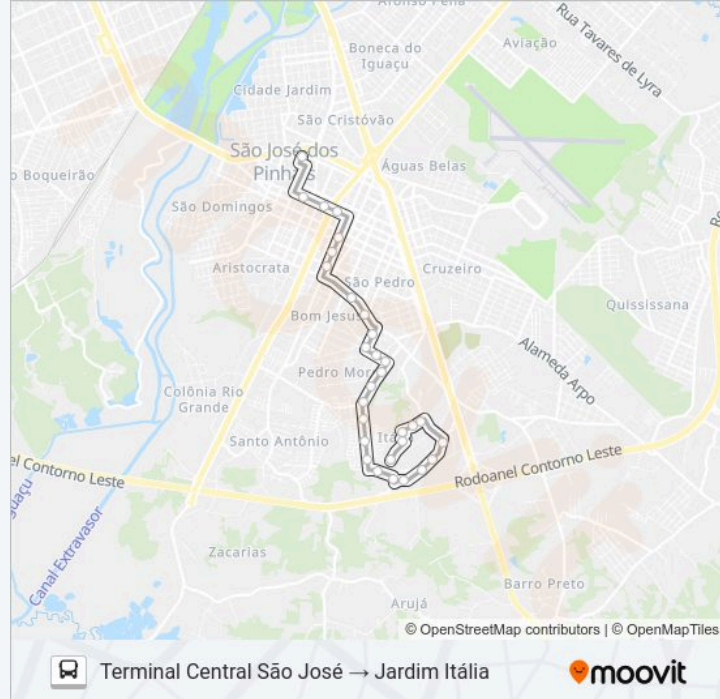 Afonso Pena
Rua Tavares de Lyra
Boneca do
Iguaçu
Aviação
Cidade Jardim
São Cristóvão
São José dos
Pinhais
Águas Belas
o Boqueirão
São Domingos
Aristocrata
São Pedro
Cruzeiro
Quississana
Bom Jesus
Alameda Arpo
Pedro Mor
Colônia Rio
Grande
Santo Antônio
Itá
el Contorno Leste
Rodoanel Contorno Leste
guaçu
Canal Extravasor
Zacarias
Barro Preto
Arujá
© OpenStreetMap contributors | © OpenMapTiles
Terminal Central São José → Jardim Itália
moovit